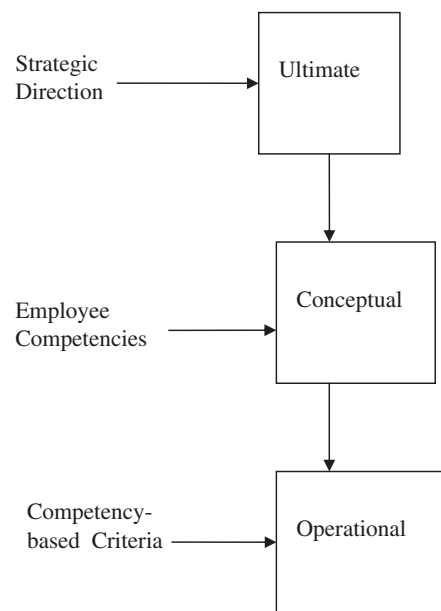 Strategic
Direction
Ultimate
Employee
Competencies
Conceptual
Competency-
based Criteria
Operational